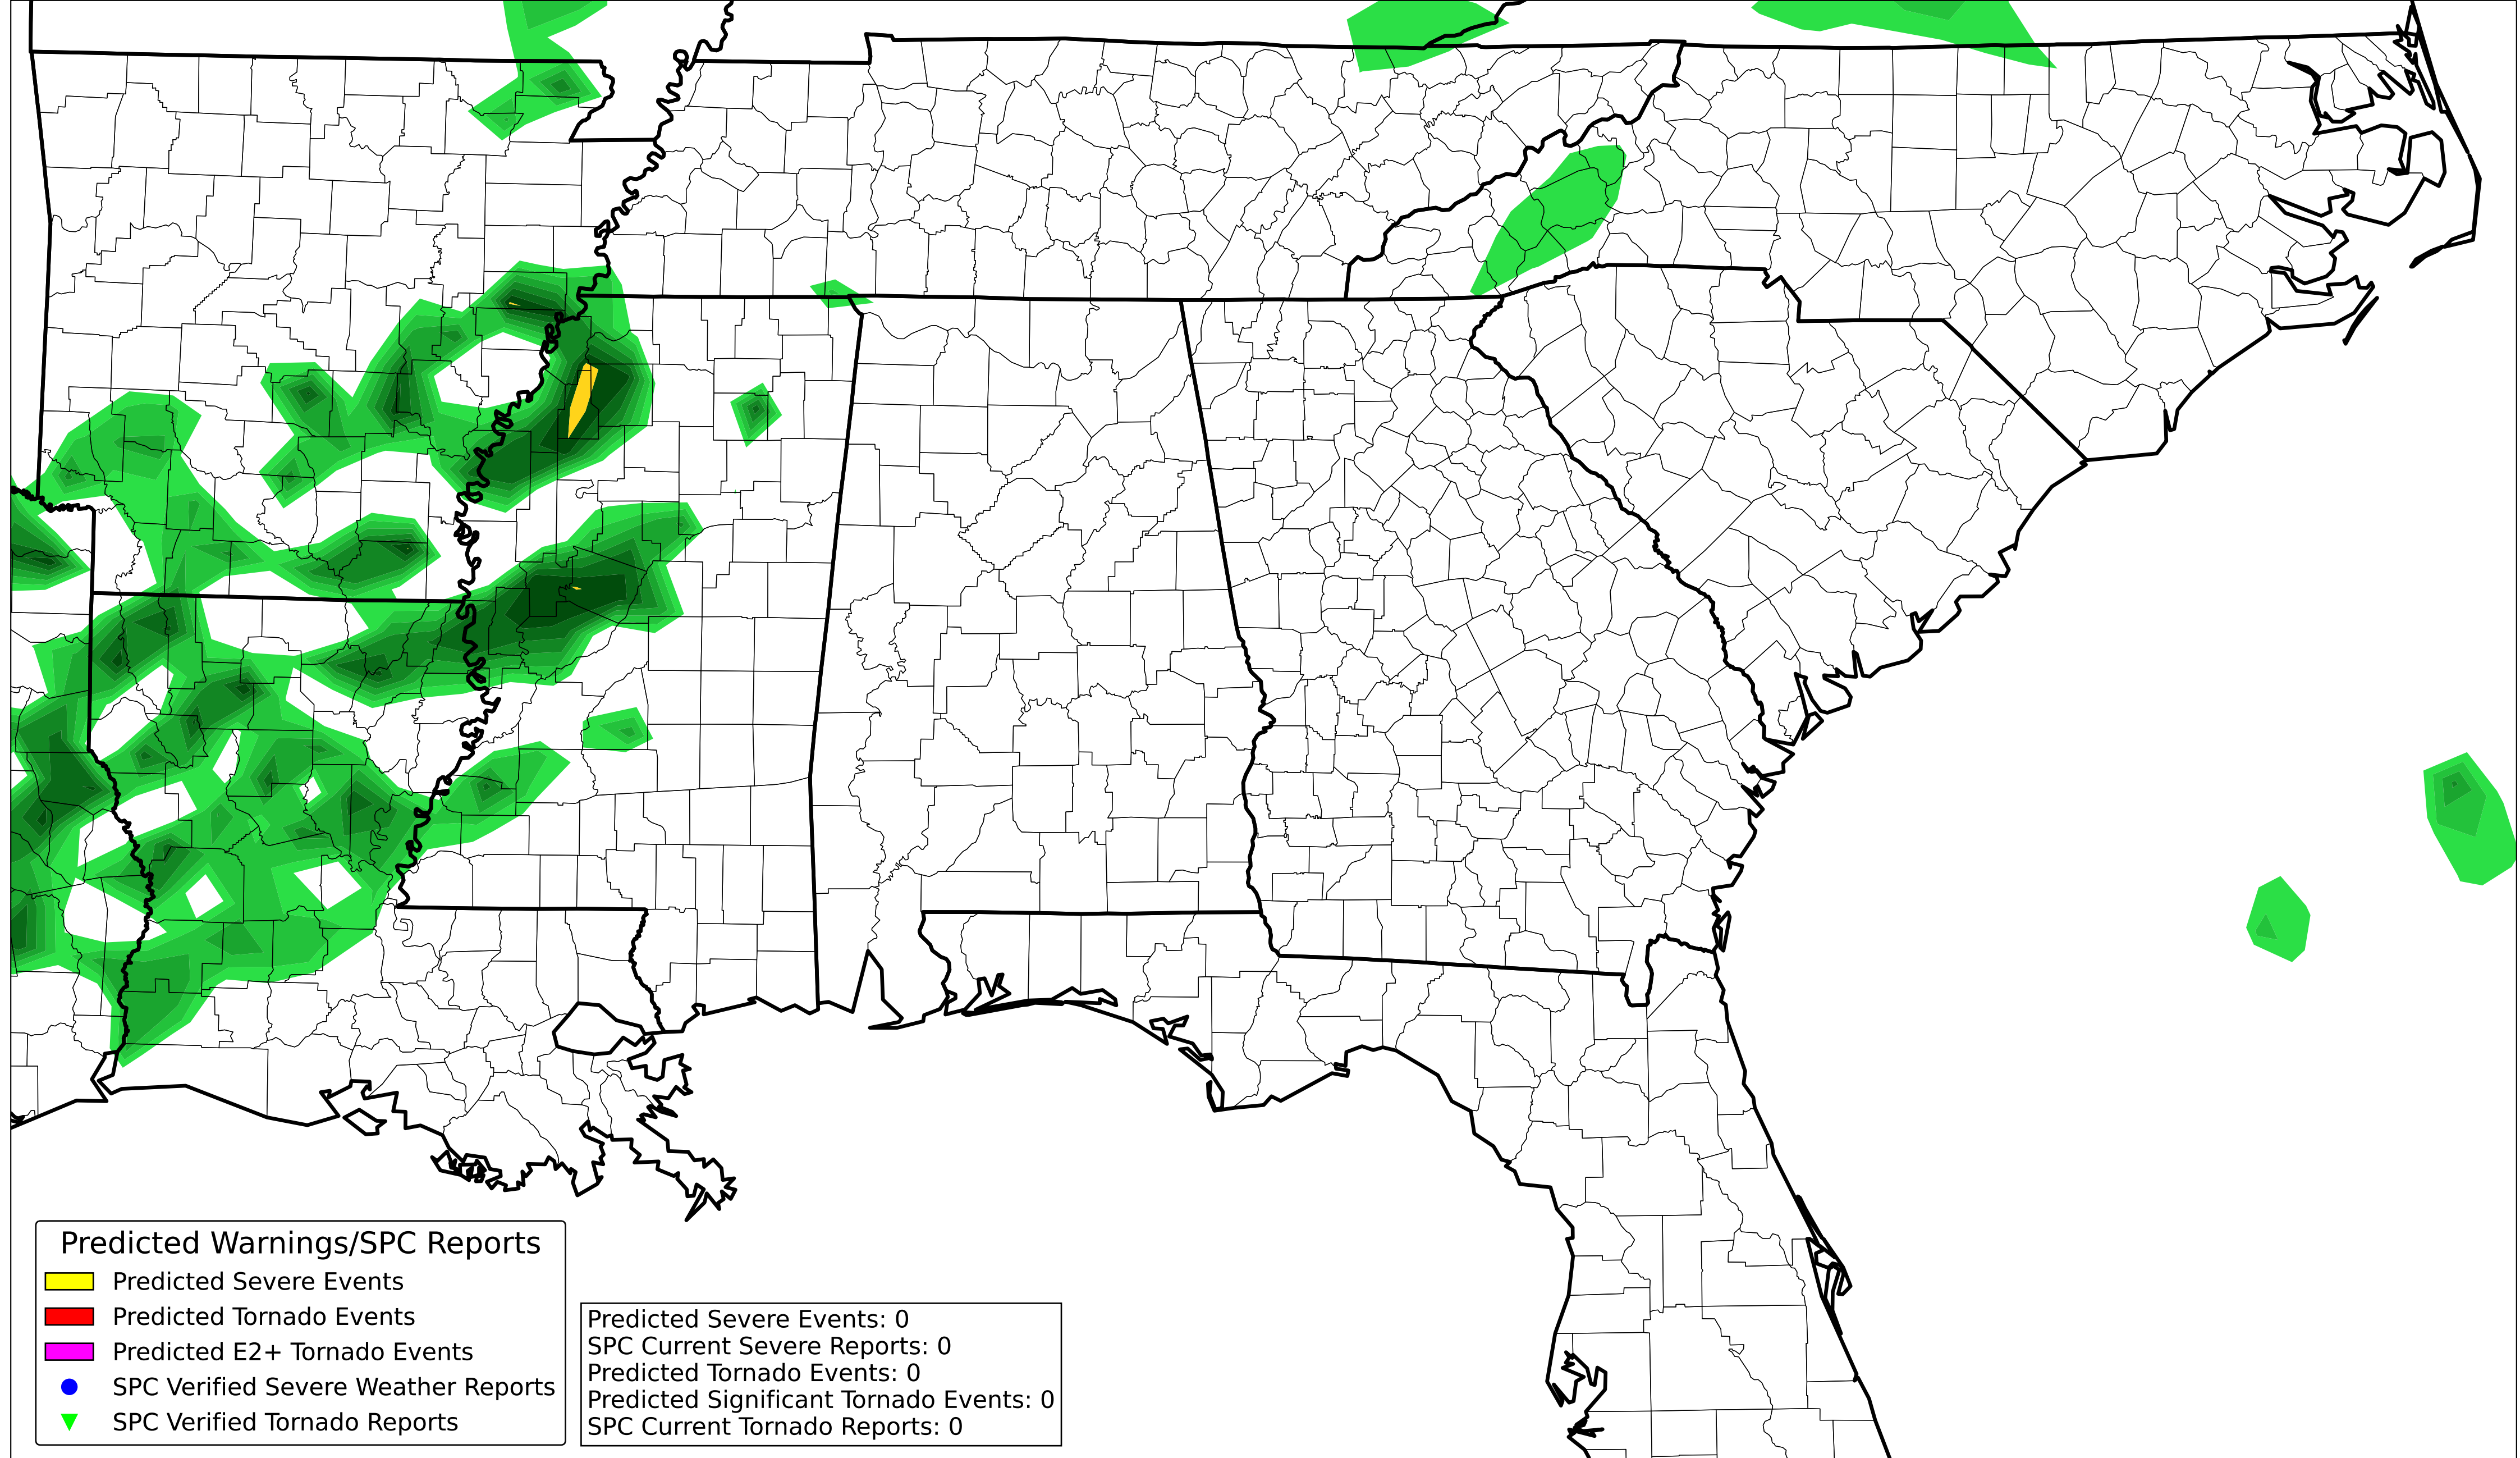 Predicted Warnings/SPC Reports
Predicted Severe Events
Predicted Tornado Events
Predicted E2+ Tornado Events
SPC Verified Severe Weather Reports
SPC Verified Tornado Reports
Predicted Severe Events: 0
SPC Current Severe Reports: 0
Predicted Tornado Events: 0
Predicted Significant Tornado Events: 0
SPC Current Tornado Reports: 0